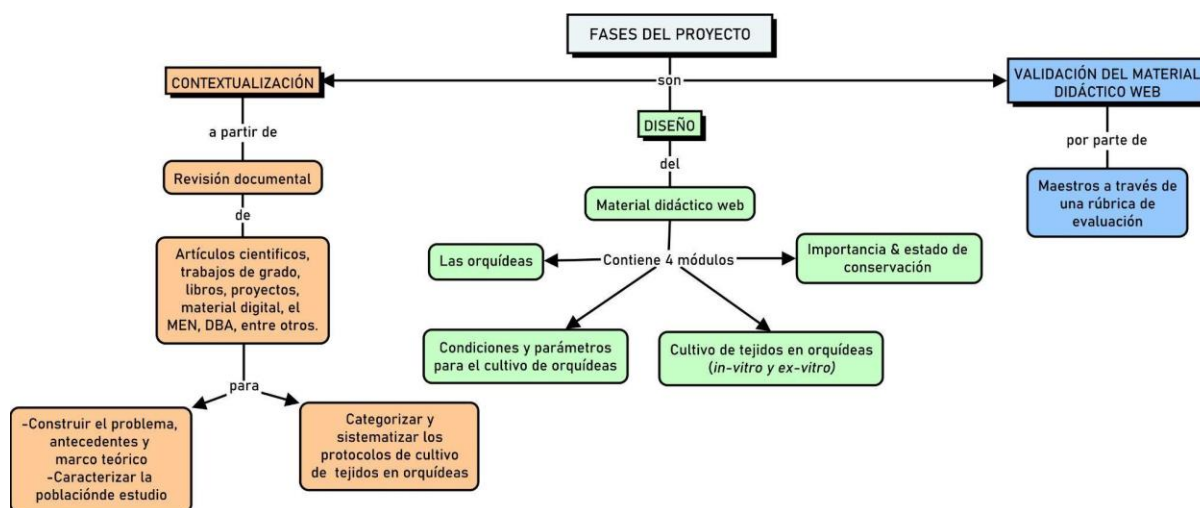 FASES DEL PROYECTO
son
CONTEXTUALIZACIÓN
a partir de
Revisión documental
de
Artículos cientificos,
trabajos de grado,
libros, proyectos,
material digital, el
MEN, DBA, entre otros.
para
-Construir el problema,
antecedentes y
marco teórico
-Caracterizar la
poblaciónde estudio
Categorizar y
sistematizar los
protocolos de cultivo
de tejidos en orquídeas
DISEÑO
del
Material didáctico web
Contiene 4 módulos
Las orquídeas
Importancia & estado de
conservación
Condiciones y parámetros
para el cultivo de orquídeas
Cultivo de tejidos en orquídeas
(in-vitro y ex-vitro)
VALIDACIÓN DEL MATERIAL
DIDÁCTICO WEB
por parte de
Maestros a través de
una rúbrica de
evaluación